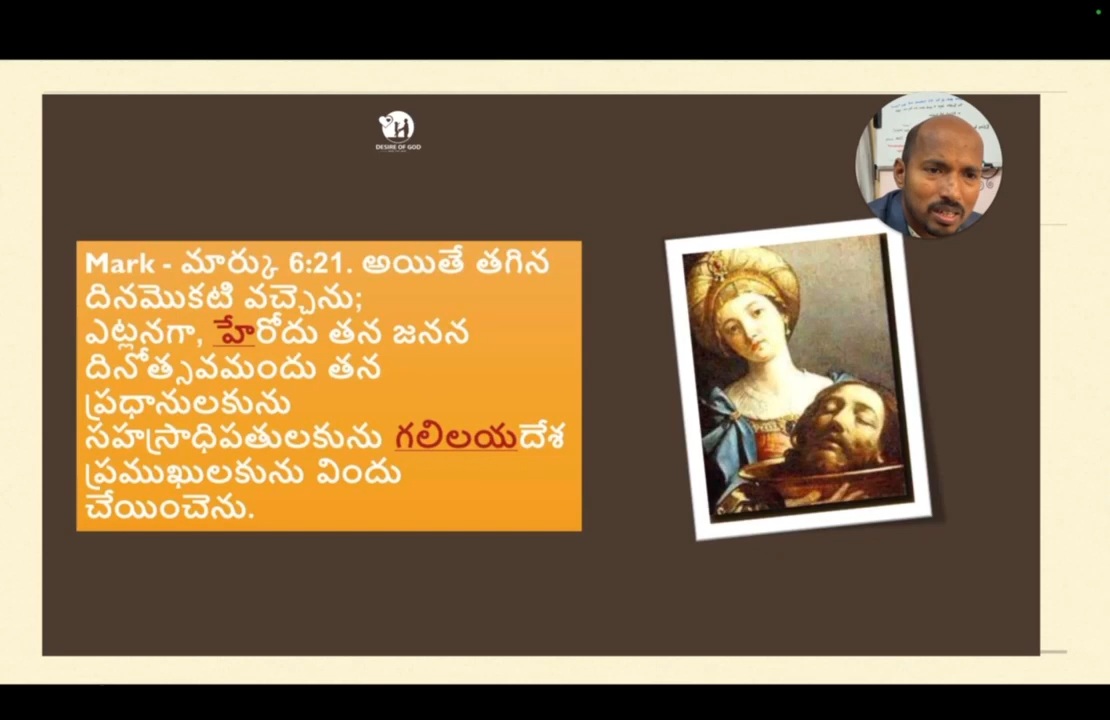 DESIRE OF GOD
Mark - మార్కు 6:21. అయితే తగిన
దినమొకటి వచ్చెను;
ఎట్లనగా, హేరోదు తన జనన
దినోత్సవమందు తన
ప్రధానులకును
సహస్రాధిపతులకును గలిలయదేశ
ప్రముఖులకును విందు
చేయించెను.